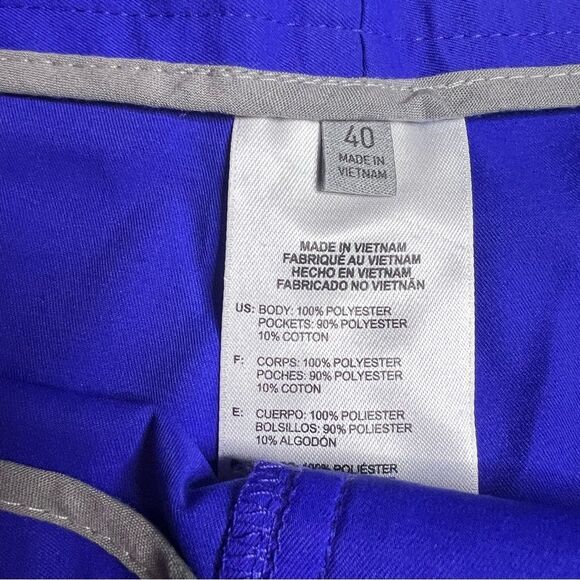 40
MADE IN
VIETNAM
MADE IN VIETNAM
FABRIQUÉ AU VIETNAM
HECHO EN VIETNAM
FABRICADO NO VIETNÃN
US: BODY: 100% POLYESTER
POCKETS: 90% POLYESTER
10% COTTON
F: CORPS: 100% POLYESTER
POCHES: 90% POLYESTER
10% COTON
E: CUERPO: 100% POLIESTER
BOLSILLOS: 90% POLIESTER
10% ALGODÓN
100% POLIÉSTER